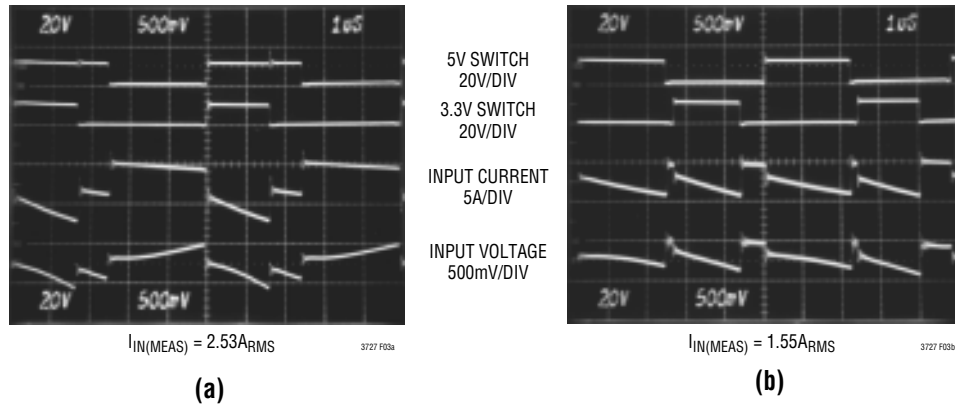 20V 500mV 1uS
20V 500mV
5V SWITCH
20V/DIV
3.3V SWITCH
20V/DIV
INPUT CURRENT
5A/DIV
INPUT VOLTAGE
500mV/DIV
20V 500mV 1uS
20V 500mV
IIN(MEAS) = 2.53ARMS
3727 F03a
(a)
IIN(MEAS) = 1.55ARMS
3727 F03b
(b)